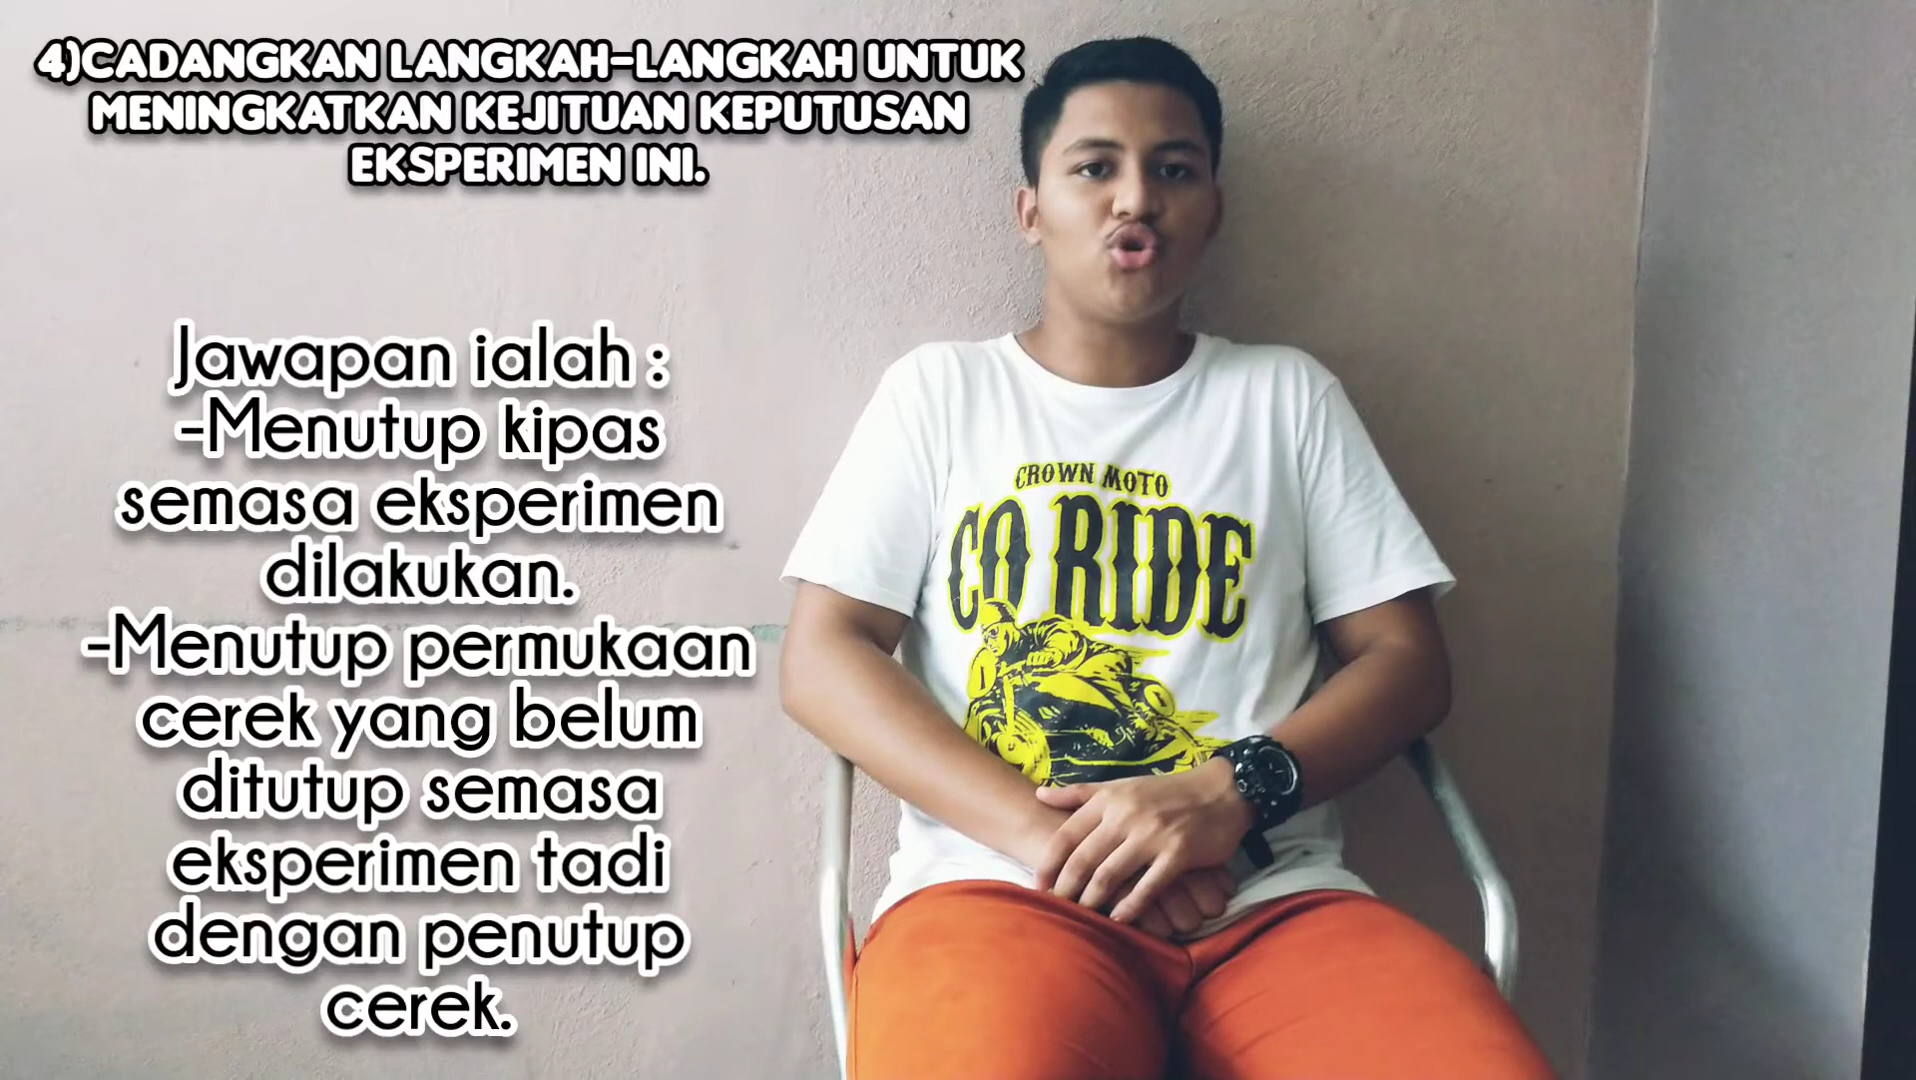 4)CADANGKAN LANGKAH-LANGKAH UNTUK
MENINGKATKAN KEJITUAN KEPUTUSAN
EKSPERIMEN INI.
Jawapan ialah :
-Menutup kipas
semasa eksperimen
dilakukan.
-Menutup permukaan
cerek yang belum
ditutup semasa
eksperimen tadi
dengan penutup
cerek.
CROWN MOTO
CO RIDE